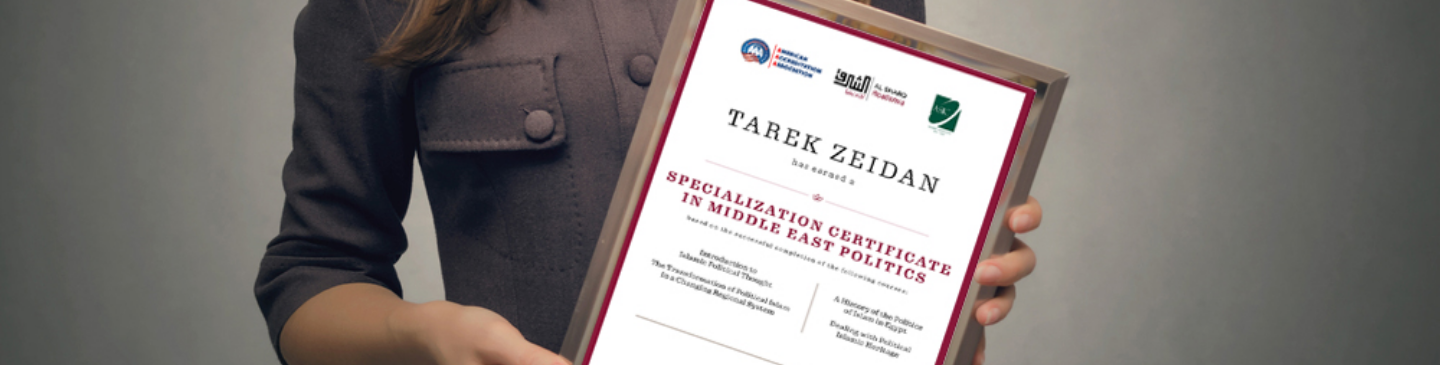 AMERICAN
ACCREDITATION
ASSOCIATION
الشرق
AL SHARQ
Academia
TAREK ZEIDAN
has earned a
SPECIALIZATION CERTIFICATE
IN MIDDLE EAST POLITICS
based on the successful completion of the following courses:
Introduction to
Islamic Political Thought
The Transformation of Political Islam
in a Changing Regional System
A History of the Politics
of Islam in Egypt
Dealing with Political
Islamic Heritage